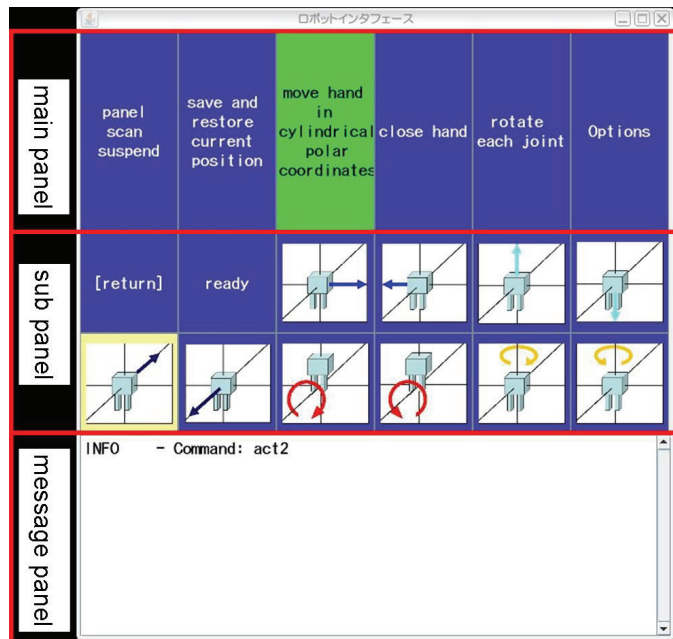 ロボットインタフェース
main panel
panel
scan
suspend
save and
restore
current
position
move hand
in
cylindrical
polar
coordinates
close hand
rotate
each joint
Options
sub panel
[return]
ready
message panel
INFO - Command: act2